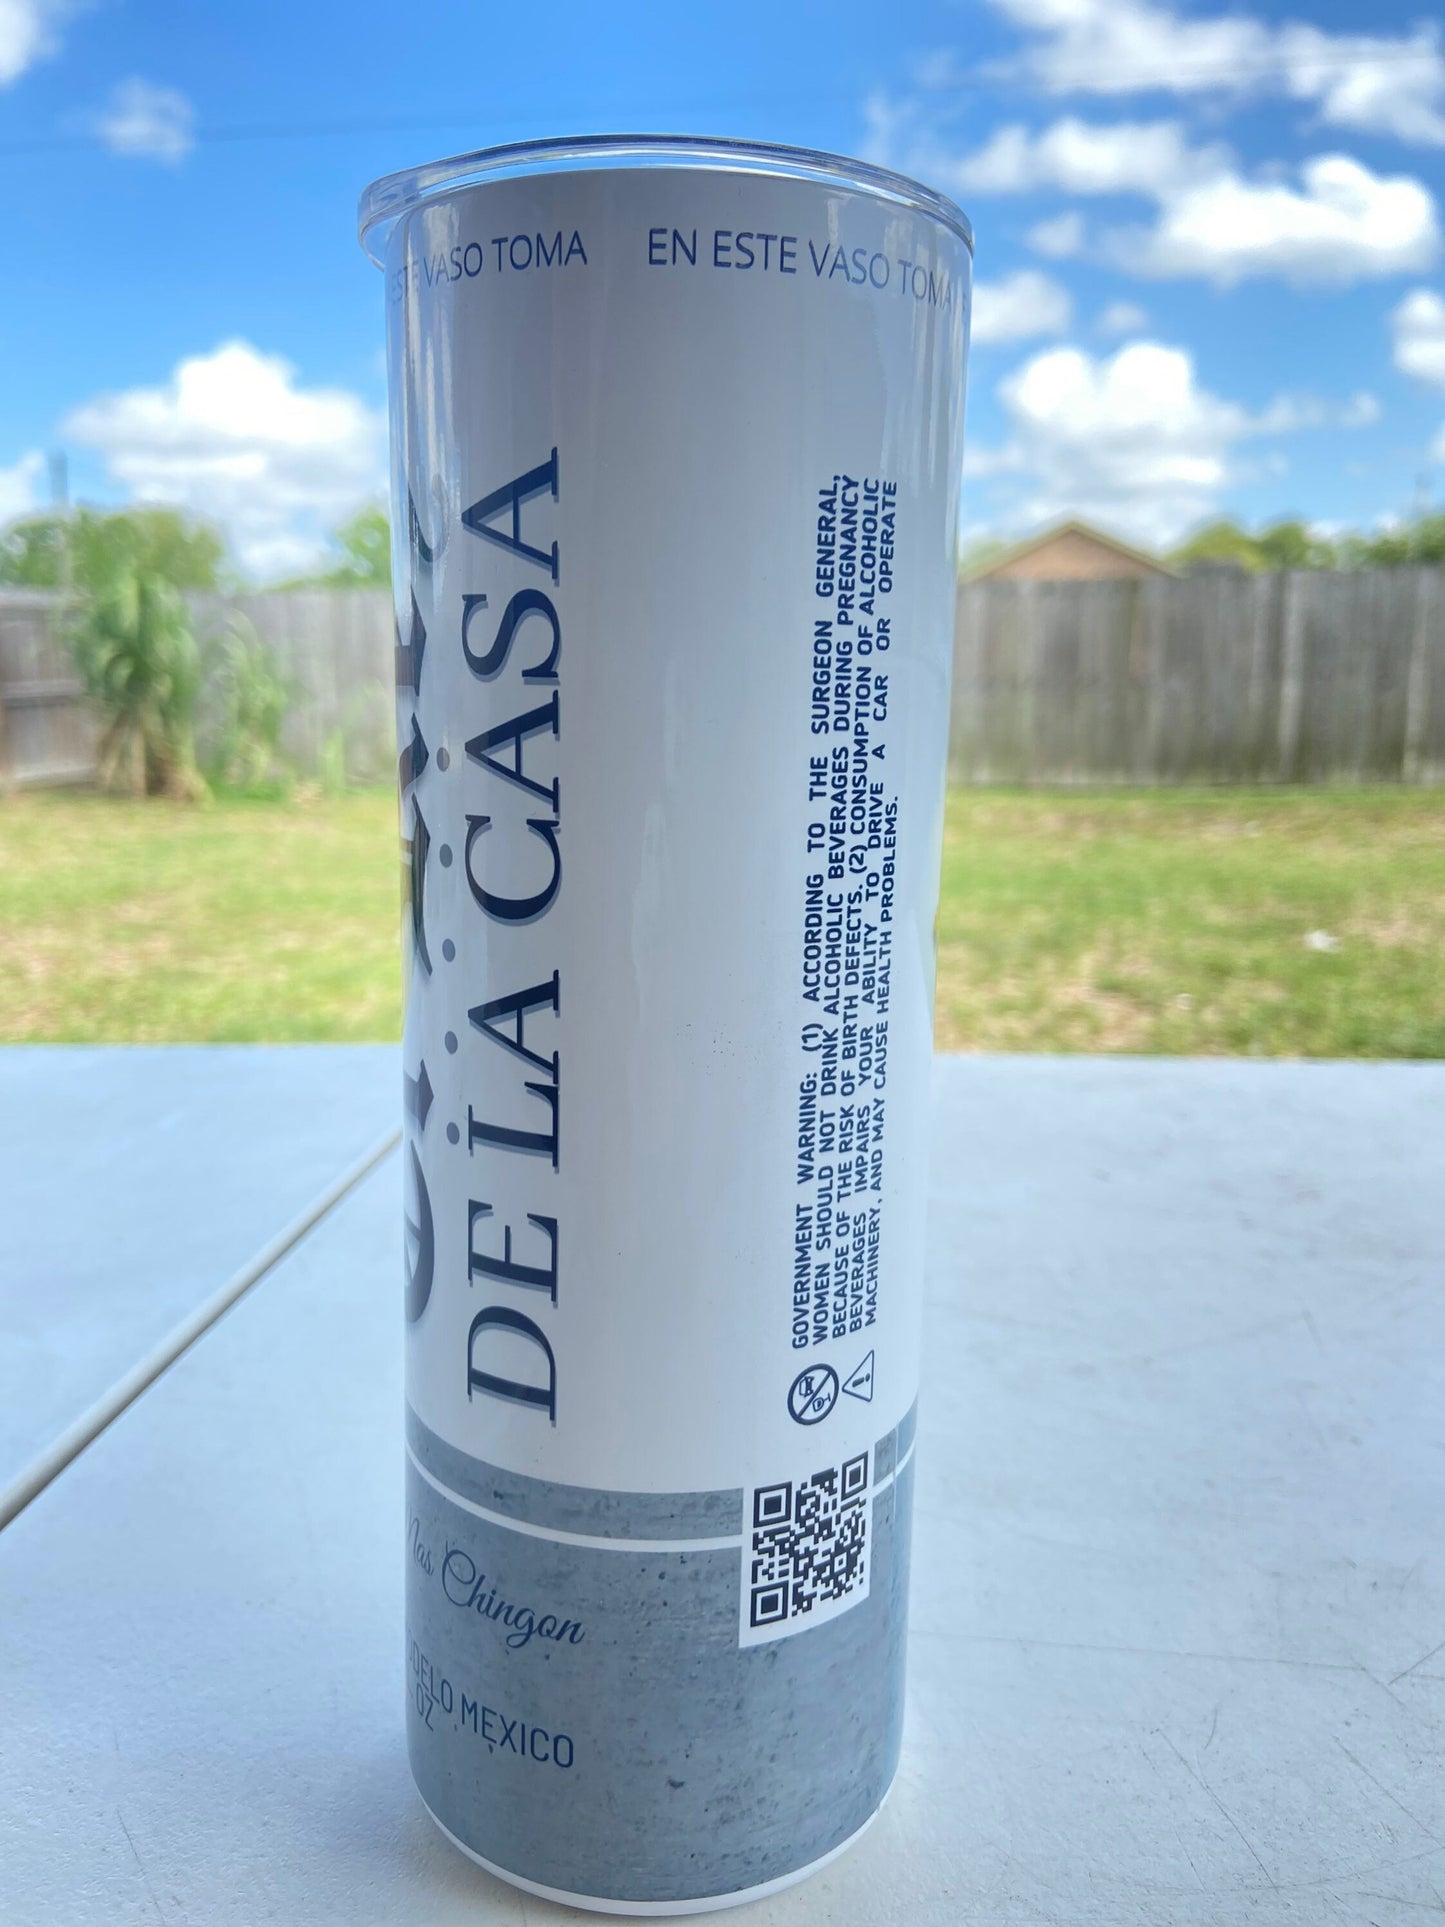 ESTE VASO TOMA EN ESTE VASO TOMA
DE LA CASA
GOVERNMENT WARNING: (1) ACCORDING TO THE SURGEON GENERAL,
WOMEN SHOULD NOT DRINK ALCOHOLIC BEVERAGES DURING PREGNANCY
BECAUSE OF THE RISK OF BIRTH DEFECTS. (2) CONSUMPTION OF ALCOHOLIC
BEVERAGES IMPAIRS YOUR ABILITY TO DRIVE A CAR OR OPERATE
MACHINERY, AND MAY CAUSE HEALTH PROBLEMS.
Mas Chingon
MEXICO
OZ